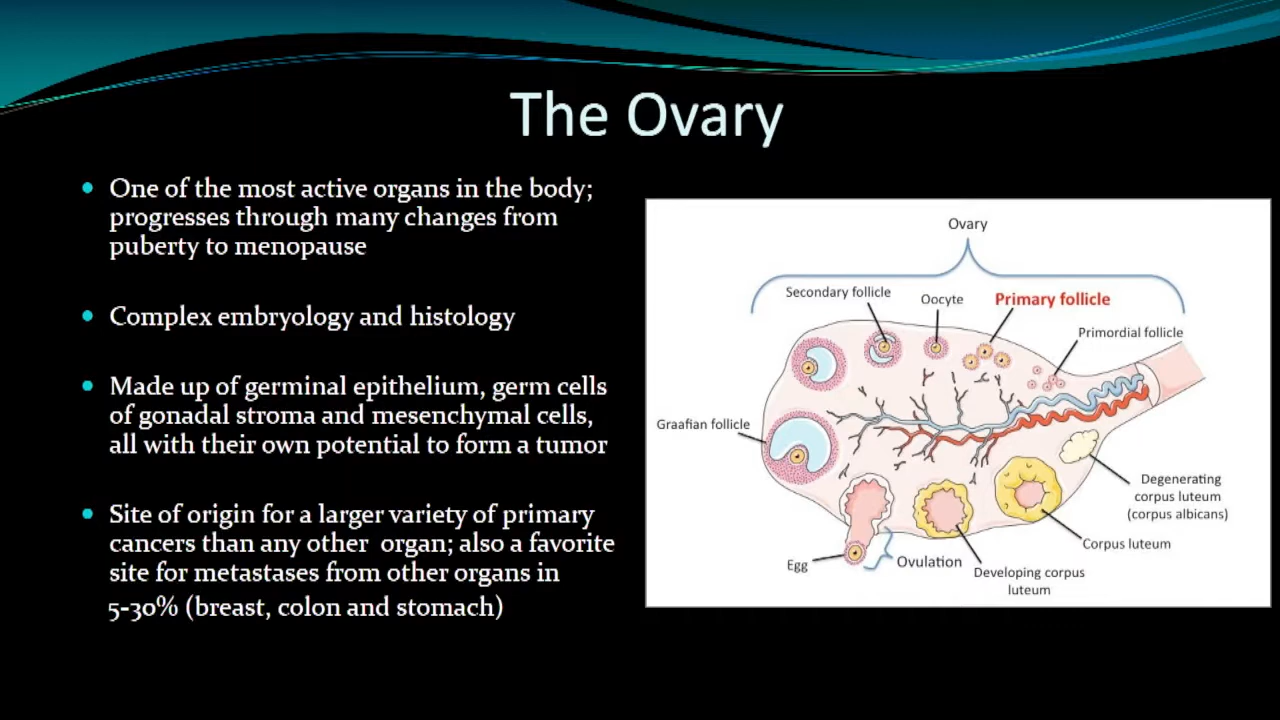 The Ovary
One of the most active organs in the body;
progresses through many changes from
puberty to menopause
Complex embryology and histology
Made up of germinal epithelium, germ cells
of gonadal stroma and mesenchymal cells,
all with their own potential to form a tumor
Site of origin for a larger variety of primary
cancers than any other organ; also a favorite
site for metastases from other organs in
5-30% (breast, colon and stomach)
Ovary
Secondary follicle
Oocyte
Primary follicle
Primordial follicle
Graafian follicle
Degenerating
corpus luteum
(corpus albicans)
Corpus luteum
Egg
Ovulation
Developing corpus
luteum